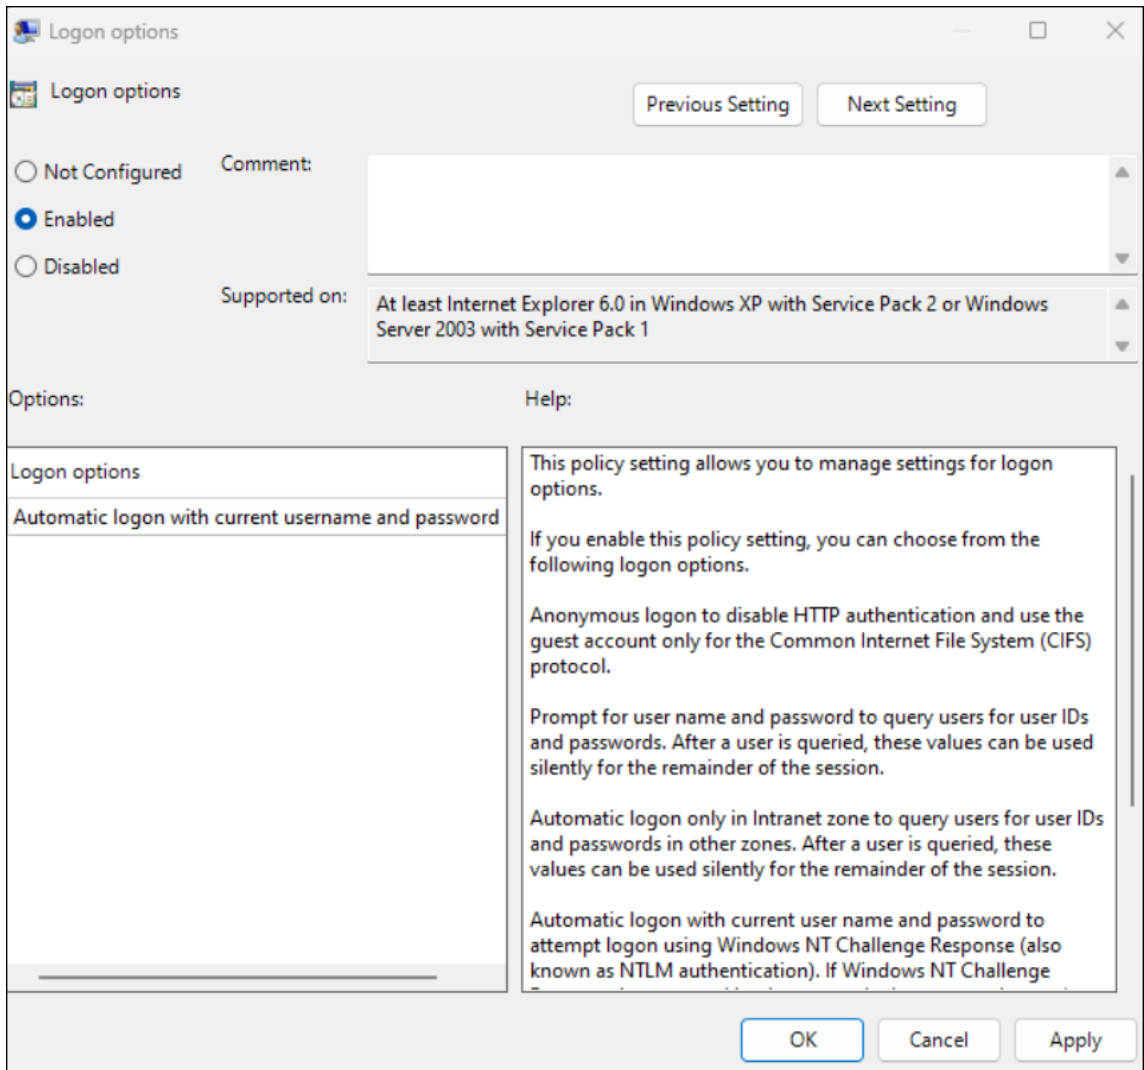 Logon options
Logon options
Previous Setting
Next Setting
Not Configured
Enabled
Disabled
Comment:
Supported on:
At least Internet Explorer 6.0 in Windows XP with Service Pack 2 or Windows
Server 2003 with Service Pack 1
Options:
Help:
Logon options
Automatic logon with current username and password
This policy setting allows you to manage settings for logon
options.
If you enable this policy setting, you can choose from the
following logon options.
Anonymous logon to disable HTTP authentication and use the
guest account only for the Common Internet File System (CIFS)
protocol.
Prompt for user name and password to query users for user IDs
and passwords. After a user is queried, these values can be used
silently for the remainder of the session.
Automatic logon only in Intranet zone to query users for user IDs
and passwords in other zones. After a user is queried, these
values can be used silently for the remainder of the session.
Automatic logon with current user name and password to
attempt logon using Windows NT Challenge Response (also
known as NTLM authentication). If Windows NT Challenge
OK
Cancel
Apply